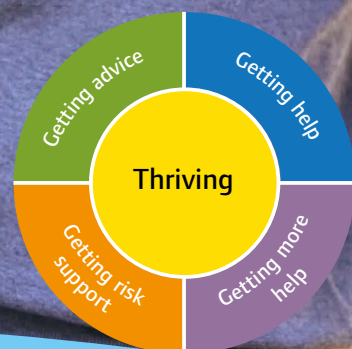 Getting advice
Getting help
Thriving
Getting risk
support
Getting more
help